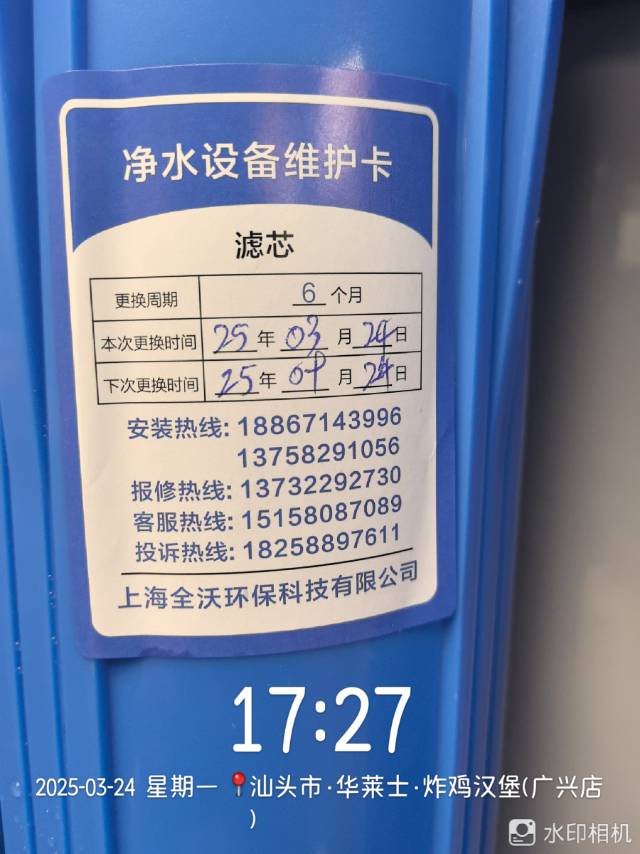 净水设备维护卡
滤芯
更换周期 6 个月
本次更换时间 25 年 03 月 24 日
下次更换时间 25 年 09 月 24 日
安装热线: 18867143996
13758291056
报修热线: 13732292730
客服热线: 15158087089
投诉热线: 18258897611
上海全沃环保科技有限公司
17:27
2025-03-24 星期一 汕头市·华莱士·炸鸡汉堡(广兴店
)
水印相机